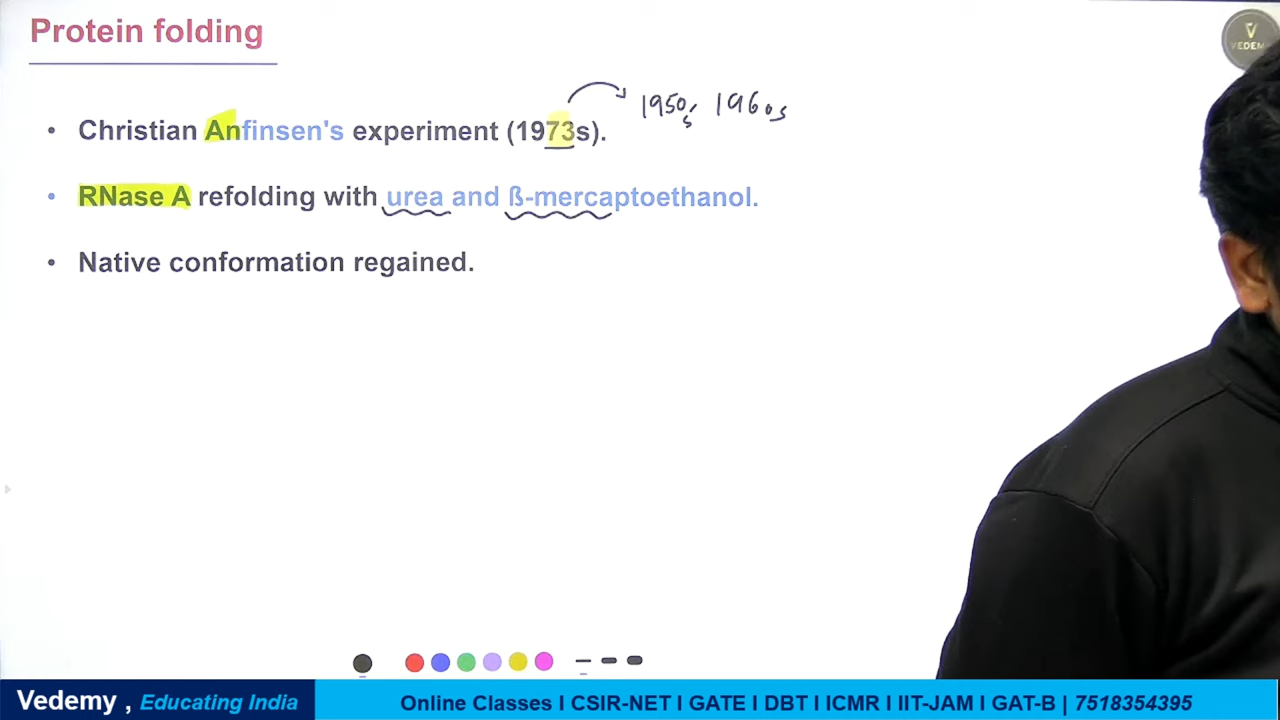 Protein folding
VEDEM
1950s, 1960s
• Christian Anfinsen's experiment (1973s).
• RNase A refolding with urea and ß-mercaptoethanol.
• Native conformation regained.
Vedemy , Educating India
Online Classes I CSIR-NET I GATE I DBT I ICMR I IIT-JAM I GAT-B | 7518354395